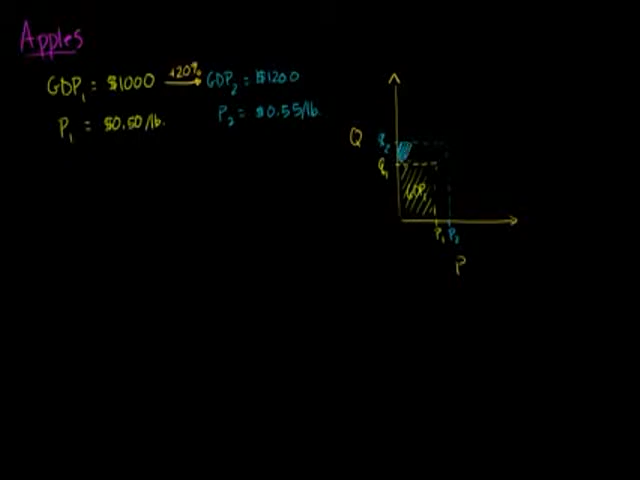 Apples
GDP₁ = $1000 +20% GDP₂ = $1200
P₁ = $0.50/lb. P₂ = $0.55/lb.
Q
q₂
q₁
GDP₁
P₁ P₂
P